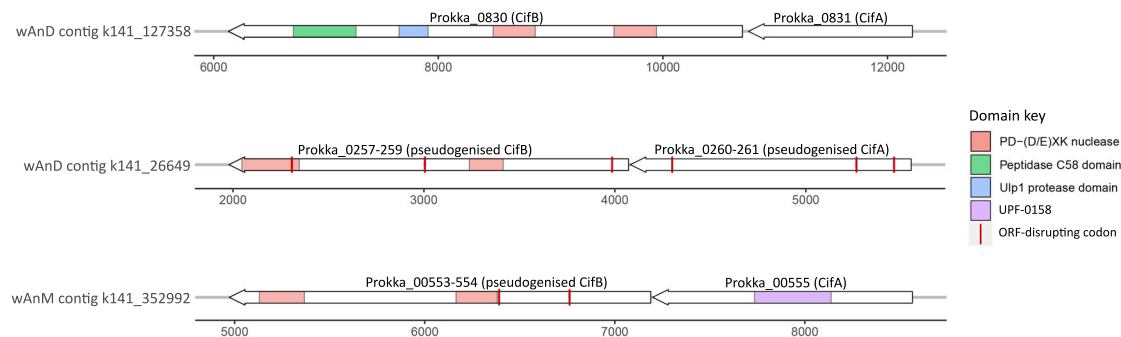 Prokka_0830 (CifB)
Prokka_0831 (CifA)
wAnD contig k141_127358
6000
8000
10000
12000
Domain key
PD−(D/E)XK nuclease
Peptidase C58 domain
Ulp1 protease domain
UPF-0158
ORF-disrupting codon
Prokka_0257-259 (pseudogenised CifB)
Prokka_0260-261 (pseudogenised CifA)
wAnD contig k141_26649
2000
3000
4000
5000
Prokka_00553-554 (pseudogenised CifB)
Prokka_00555 (CifA)
wAnM contig k141_352992
5000
6000
7000
8000